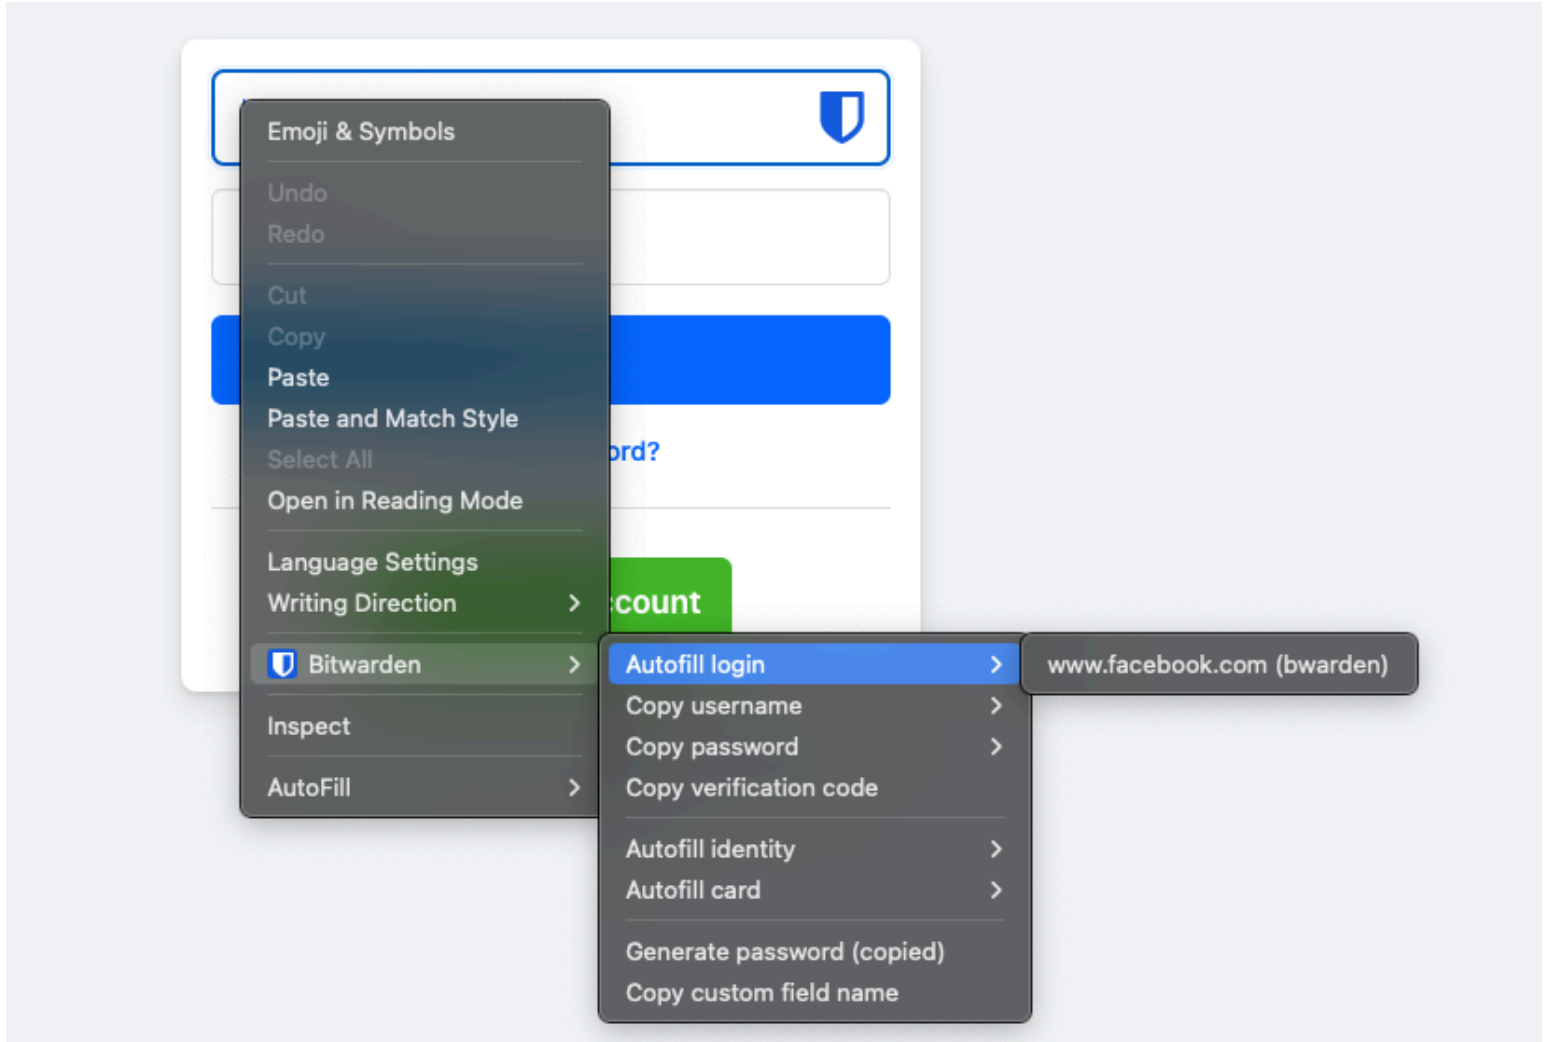 Emoji & Symbols
Undo
Redo
Cut
Copy
Paste
Paste and Match Style
Select All
ord?
Open in Reading Mode
Language Settings
Writing Direction
ccount
Bitwarden
Autofill login
www.facebook.com (bwarden)
Copy username
Inspect
Copy password
AutoFill
Copy verification code
Autofill identity
Autofill card
Generate password (copied)
Copy custom field name